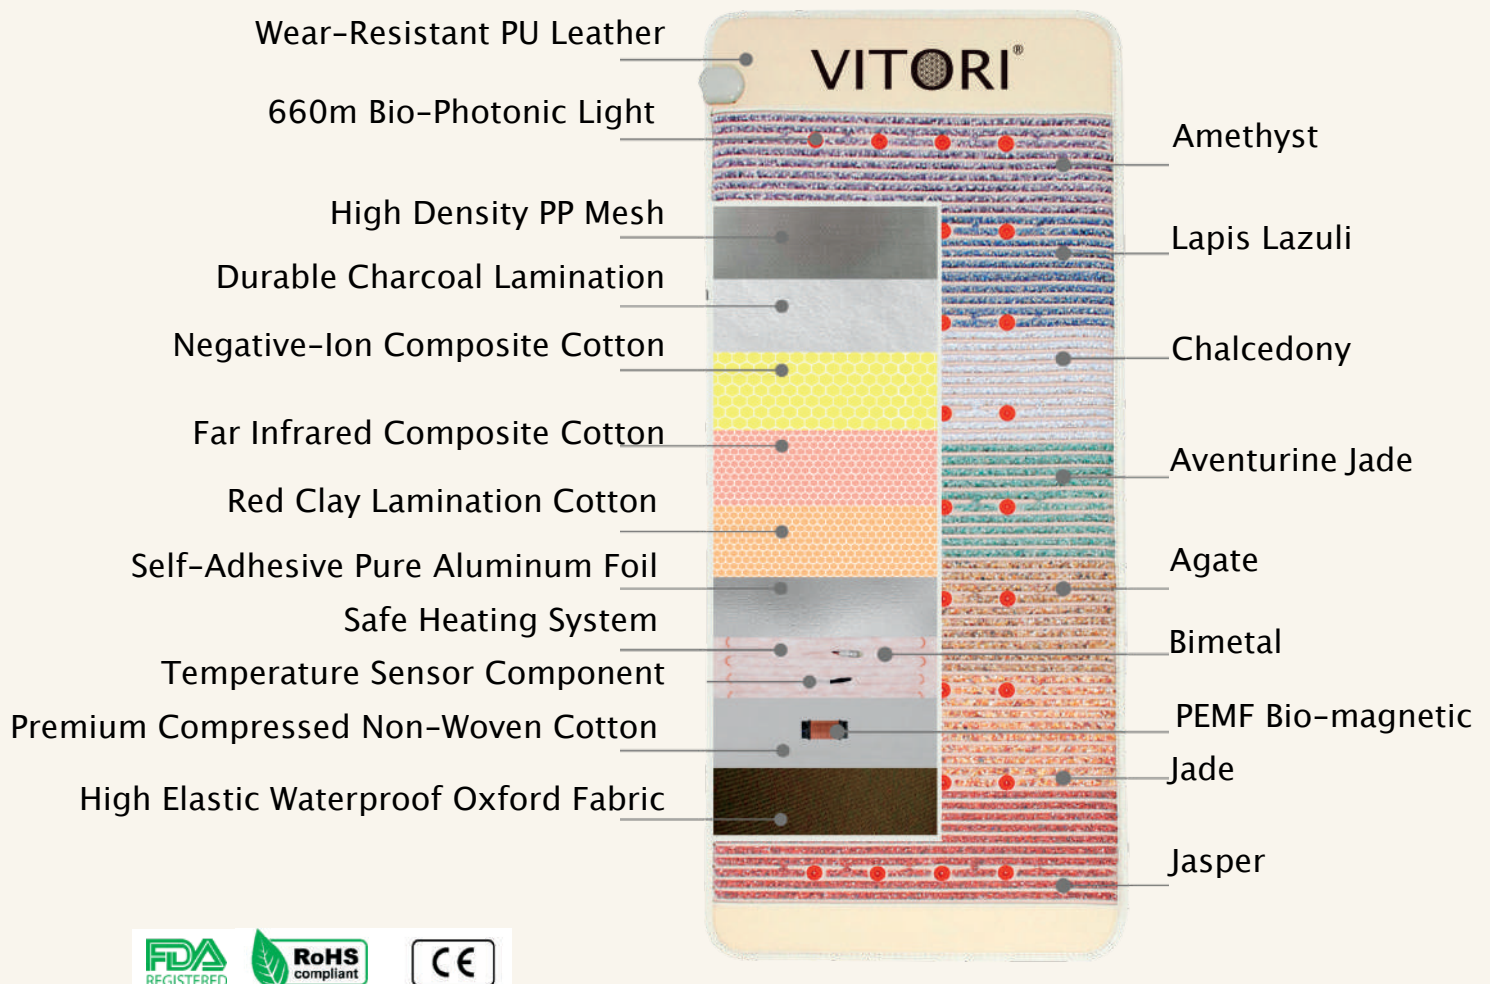 Wear-Resistant PU Leather
660m Bio-Photonic Light
High Density PP Mesh
Durable Charcoal Lamination
Negative-Ion Composite Cotton
Far Infrared Composite Cotton
Red Clay Lamination Cotton
Self-Adhesive Pure Aluminum Foil
Safe Heating System
Temperature Sensor Component
Premium Compressed Non-Woven Cotton
High Elastic Waterproof Oxford Fabric
VITORI®
Amethyst
Lapis Lazuli
Chalcedony
Aventurine Jade
Agate
Bimetal
PEMF Bio-magnetic
Jade
Jasper
FDA
REGISTERED
RoHS
compliant
CE